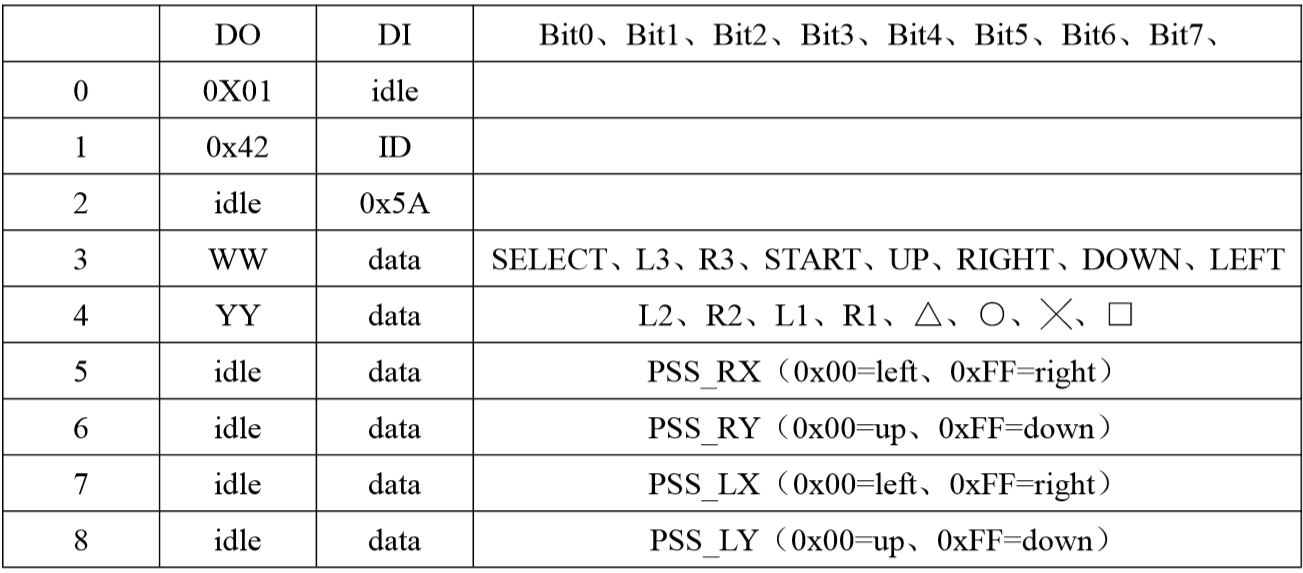 DO DI Bit0、Bit1、Bit2、Bit3、Bit4、Bit5、Bit6、Bit7、
0 0X01 idle
1 0x42 ID
2 idle 0x5A
3 WW data SELECT、L3、R3、START、UP、RIGHT、DOWN、LEFT
4 YY data L2、R2、L1、R1、△、○、╳、□
5 idle data PSS_RX（0x00=left、0xFF=right）
6 idle data PSS_RY（0x00=up、0xFF=down）
7 idle data PSS_LX（0x00=left、0xFF=right）
8 idle data PSS_LY（0x00=up、0xFF=down）